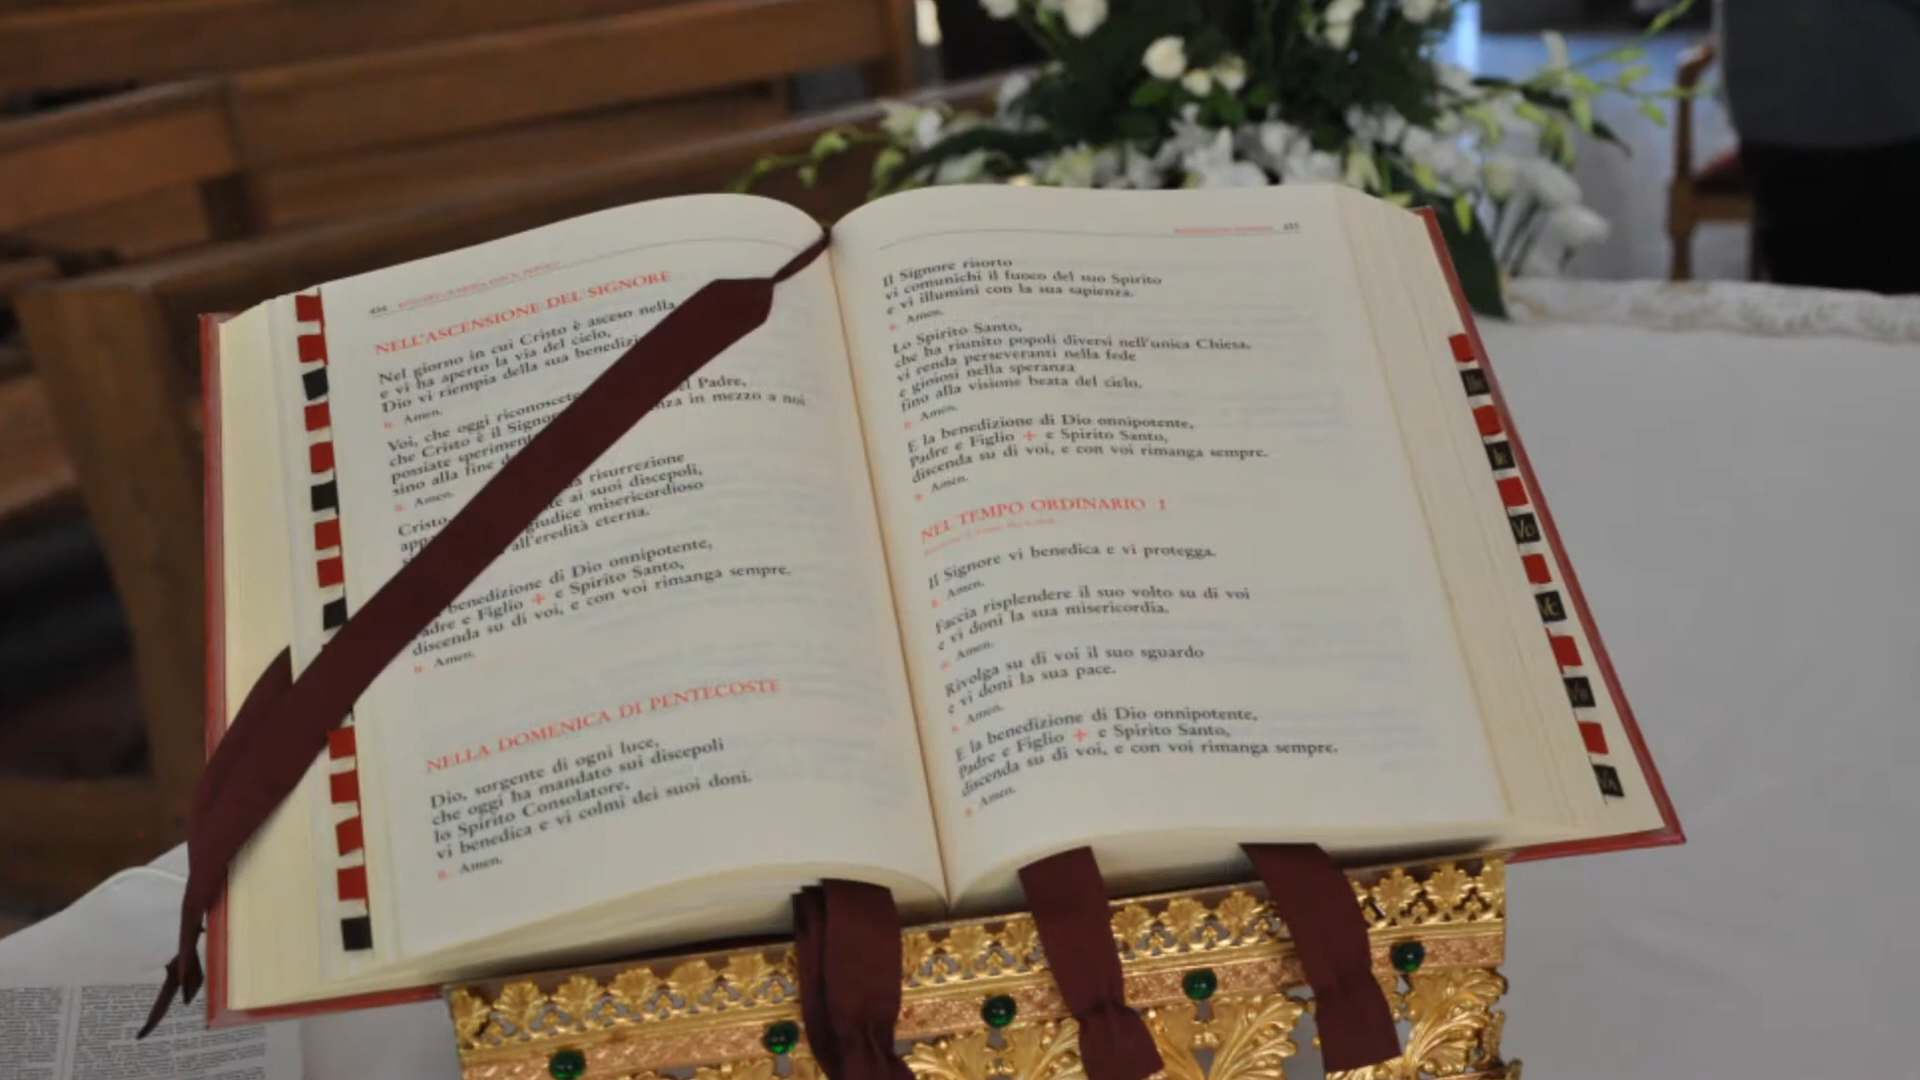 434
NELL'ASCENSIONE DEL SIGNORE
Nel giorno in cui Cristo è asceso nella
e vi ha aperto la via del cielo,
Dio vi riempia della sua
Amen.
Voi, che oggi
che Cristo è il
possiate
sino alla fine
Amen.
el Padre,
nza in mezzo a noi
Cristo,
risurrezione
ai suoi discepoli,
giudice misericordioso
all'eredità eterna.
benedizione di Dio onnipotente,
Padre e Figlio + e Spirito Santo,
discenda su di voi, e con voi rimanga sempre.
Amen.
NELLA DOMENICA DI PENTECOSTE
Dio, sorgente di ogni luce,
che oggi ha mandato sui discepoli
lo Spirito Consolatore,
vi benedica e vi colmi dei suoi doni.
Amen.
Il Signore risorto
vi comunichi il fuoco del suo Spirito
e vi illumini con la sua sapienza.
Amen.
Lo Spirito Santo,
che ha riunito popoli diversi nell'unica Chiesa,
vi renda perseveranti nella fede
e gioiosi nella speranza
fino alla visione beata del cielo.
Amen.
E la benedizione di Dio onnipotente,
Padre e Figlio + e Spirito Santo,
discenda su di voi, e con voi rimanga sempre.
Amen.
NEL TEMPO ORDINARIO 1
Il Signore vi benedica e vi protegga.
Amen.
Faccia risplendere il suo volto su di voi
e vi doni la sua misericordia.
Amen.
Rivolga su di voi il suo sguardo
e vi doni la sua pace.
Amen.
E la benedizione di Dio onnipotente,
Padre e Figlio + e Spirito Santo,
discenda su di voi, e con voi rimanga sempre.
Amen.